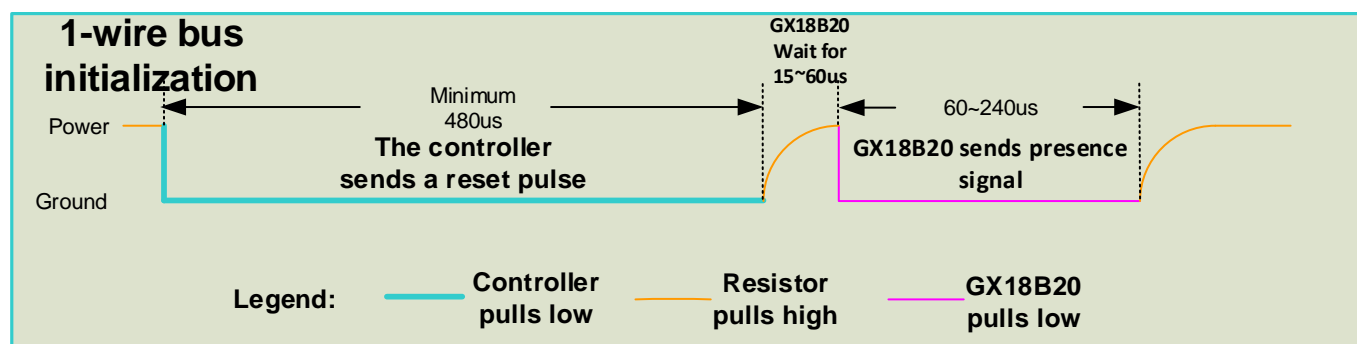 1-wire bus
initialization
GX18B20
Wait for
15~60us
Minimum
480us
60~240us
Power
The controller
sends a reset pulse
GX18B20 sends presence
signal
Ground
Legend:
Controller
pulls low
Resistor
pulls high
GX18B20
pulls low